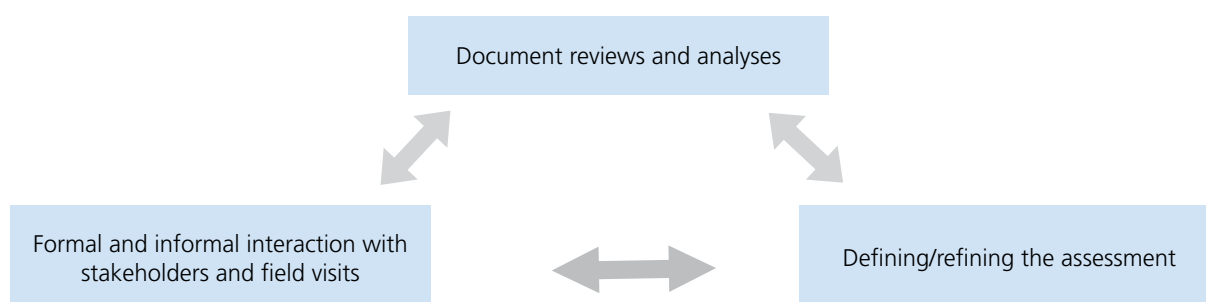 Document reviews and analyses
Formal and informal interaction with
stakeholders and field visits
Defining/refining the assessment